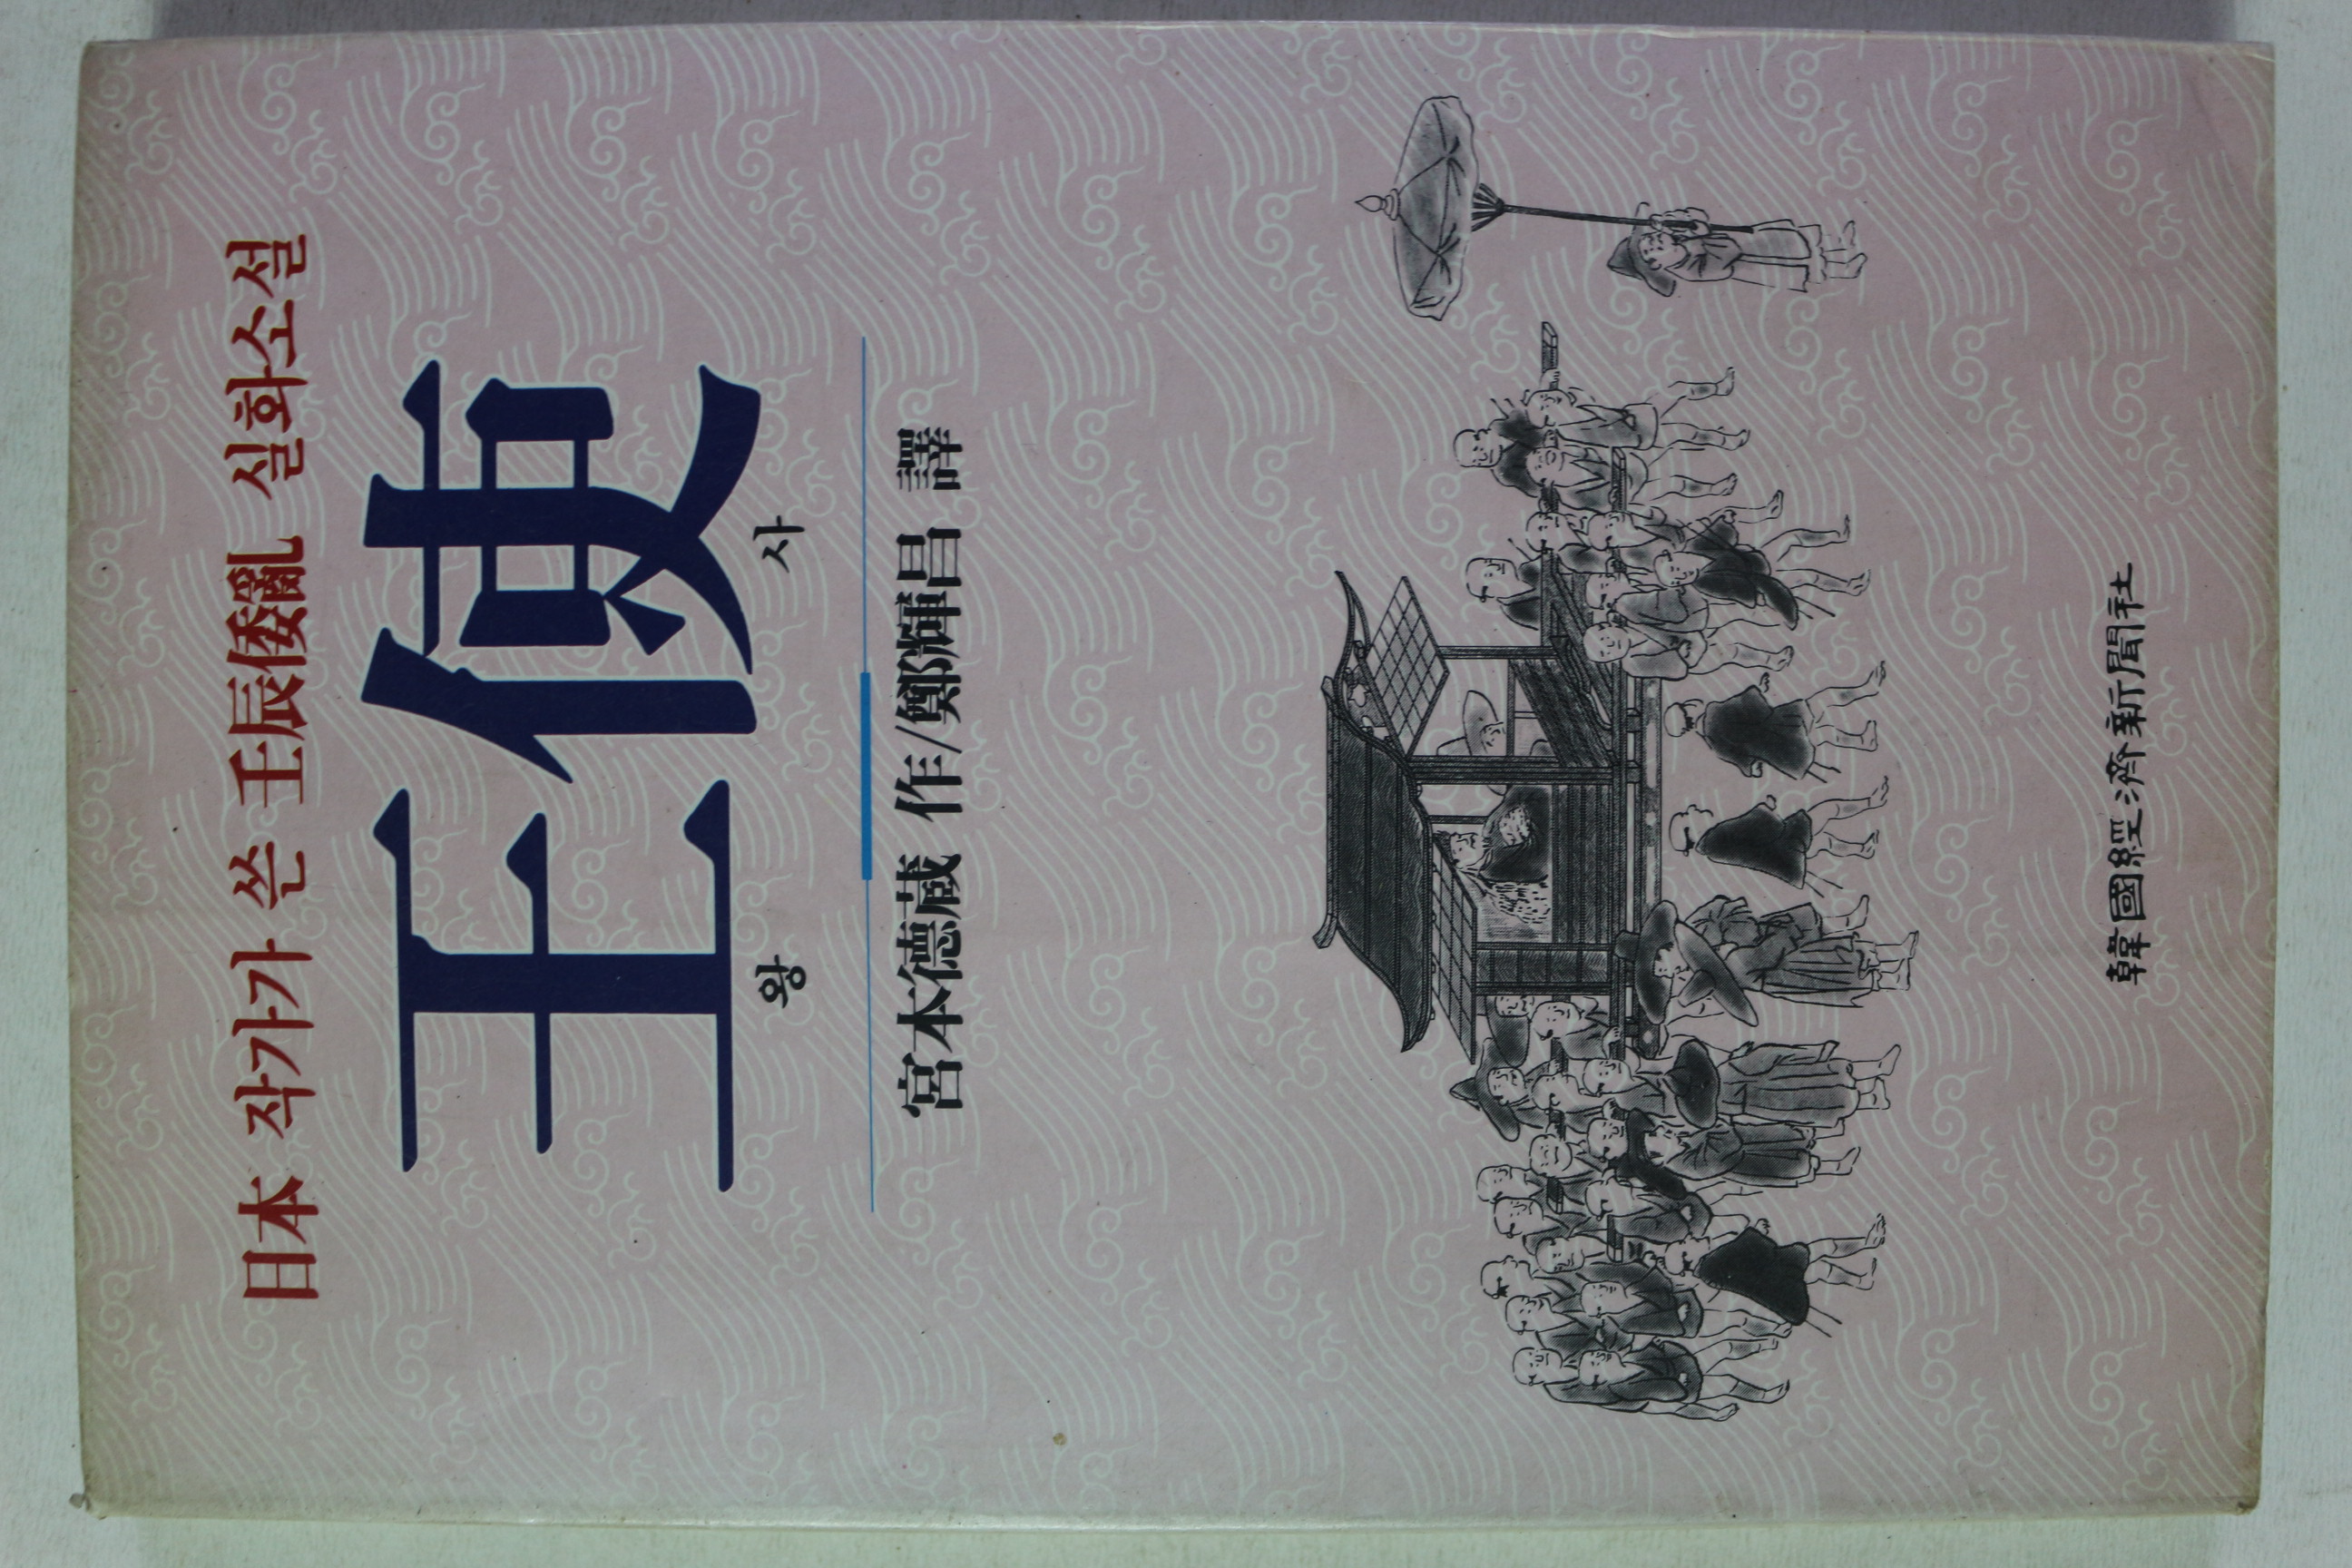 日本 작가가 쓴 壬辰倭亂 실화소설
王使
왕 사
宮本德蔵 作/鄭輝昌 譯
韓國經濟新聞社